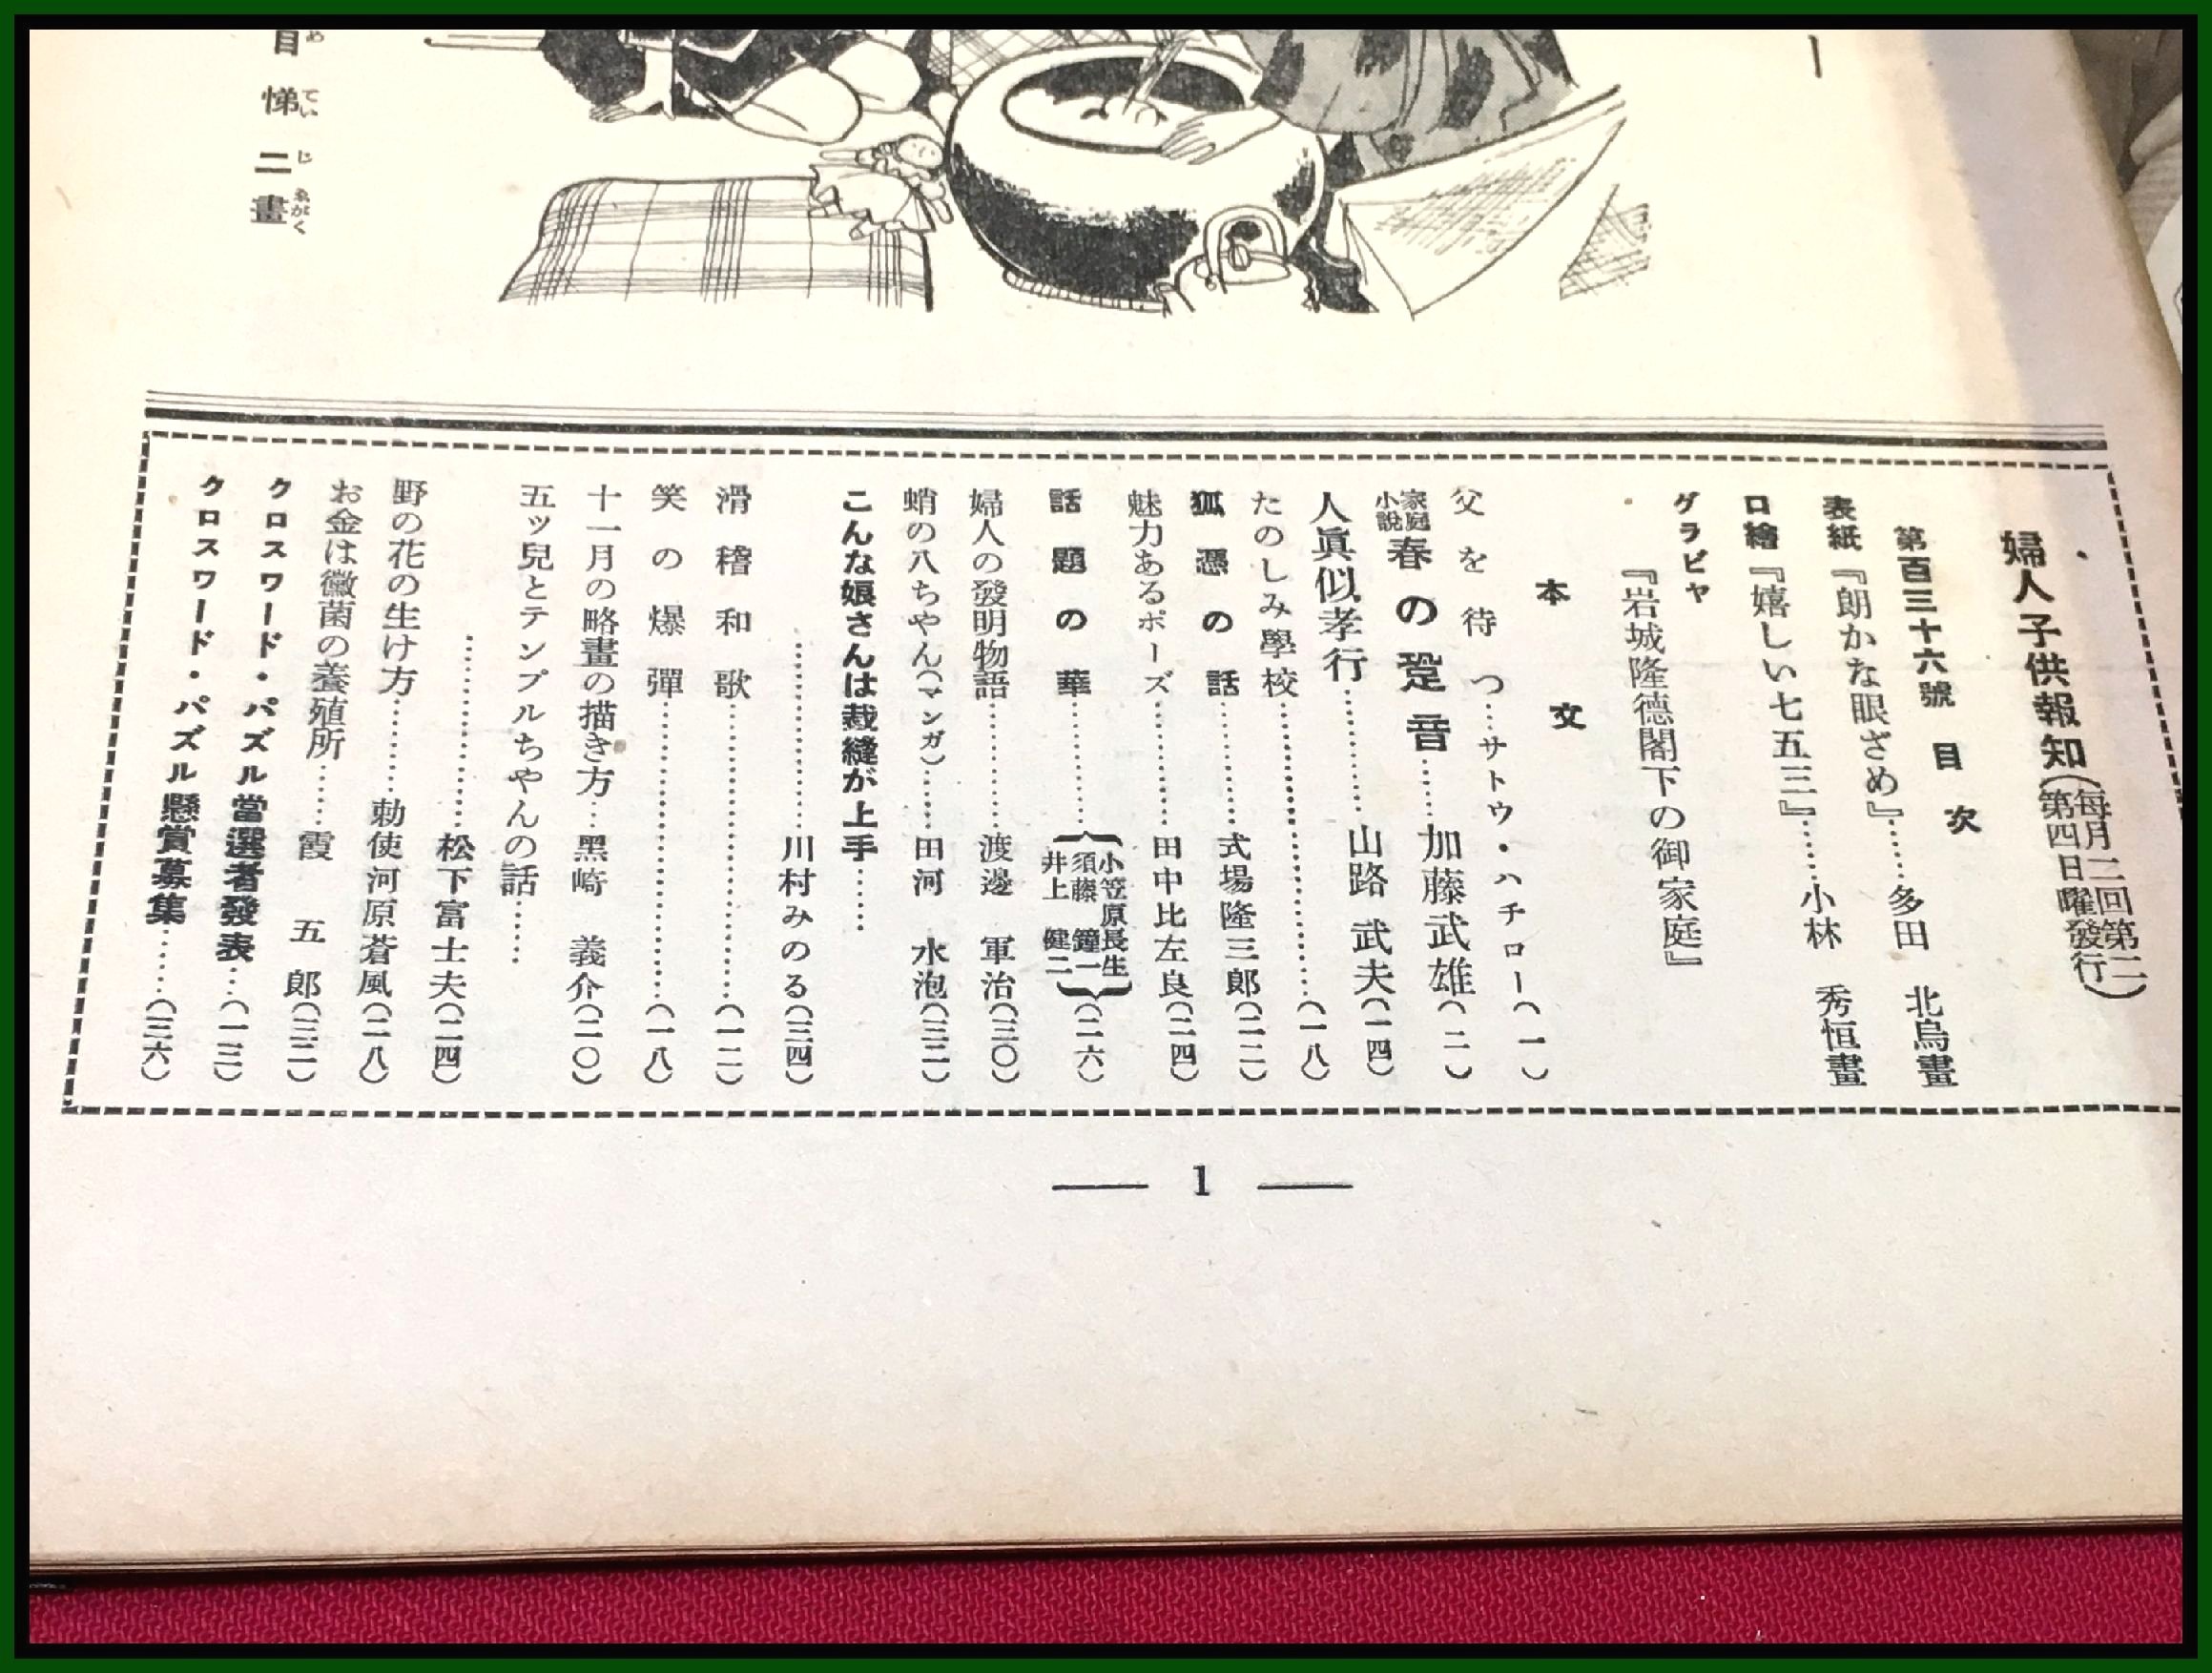 目悌二畫
め てい じ ゑがく
婦人子供報知(每月二回第二第四日曜發行)
第百三十六號 目次
表紙『朗かな眼ざめ』……多田 北烏畫
口繪『嬉しい七五三』……小林 秀恒畫
グラビヤ
『岩城隆德閣下の御家庭』
本文
父を待つ…サトウ・ハチロー(一)
家庭小說 春の跫音……加藤武雄(二)
人眞似孝行………山路 武夫(一四)
たのしみ學校………………(一八)
狐憑の話………式場隆三郎(二二)
魅力あるポーズ………田中比左良(二四)
話題の華………{小笠原長生 須藤 鐘一 井上 健二}(二六)
婦人の發明物語………渡邊 軍治(三〇)
蛸の八ちやん(マンガ)……田河 水泡(三二)
こんな娘さんは裁縫が上手……
……………川村みのる(三四)
滑稽和歌………………(一二)
笑の爆彈………………(一八)
十一月の略畫の描き方…黑崎 義介(二〇)
五ッ兒とテンプルちやんの話……
……………松下富士夫(二四)
野の花の生け方………勅使河原蒼風(二八)
お金は黴菌の養殖所……霞 五郎(三二)
クロスワード・パズル當選者發表…(一三)
クロスワード・パズル懸賞募集……(三六)
1